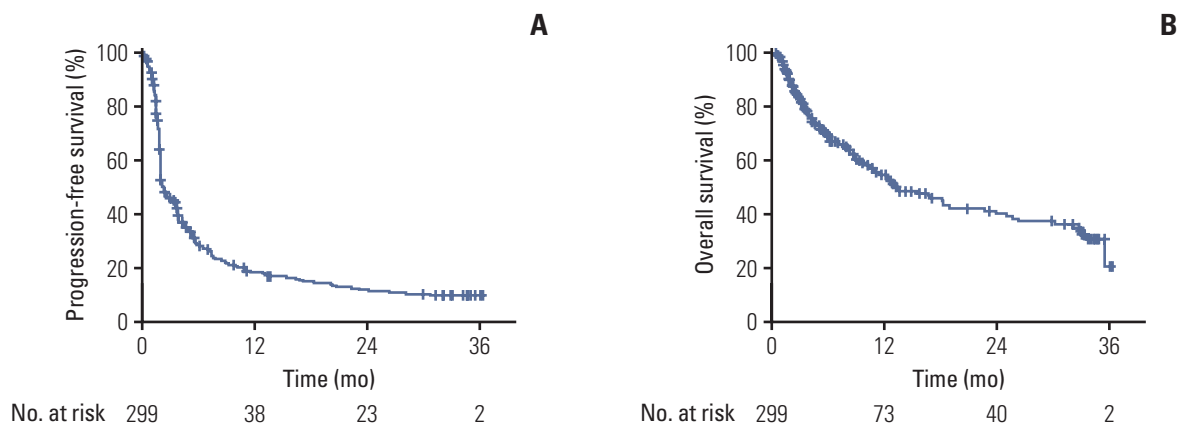 A
Progression-free survival (%)
100
80
60
40
20
0
0 12 24 36
Time (mo)
No. at risk 299 38 23 2
B
Overall survival (%)
100
80
60
40
20
0
0 12 24 36
Time (mo)
No. at risk 299 73 40 2